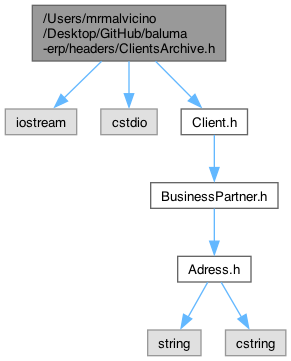 /Users/mrmalvicino
/Desktop/GitHub/baluma
-erp/headers/ClientsArchive.h
iostream
cstdio
Client.h
BusinessPartner.h
Adress.h
string
cstring